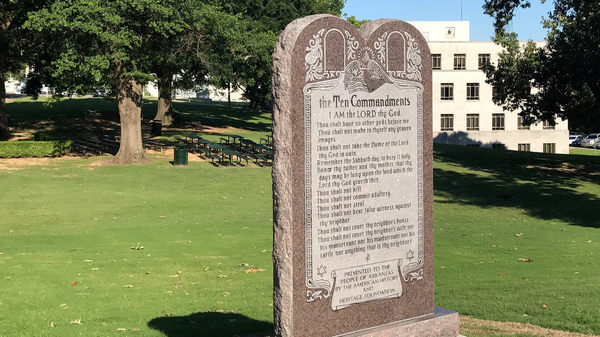 the Ten Commandments
I AM the LORD thy God.
Thou shalt have no other gods before me
Thou shalt not make to thyself any graven
images.
Thou shalt not take the Name of the Lord
thy God in vain.
Remember the Sabbath day, to keep it holy
Honor thy father and thy mother that thy
days may be long upon the land which the
Lord thy God giveth thee.
Thou shalt not kill.
Thou shalt not commit adultery.
Thou shalt not steal.
Thou shalt not bear false witness against
thy neighbor.
Thou shalt not covet thy neighbor's house
Thou shalt not covet thy neighbor's wife nor
his manservant nor his maidservant nor his
cattle nor anything that is thy neighbor's
PRESENTED TO THE
PEOPLE OF ARKANSAS
BY THE AMERICAN HISTORY
AND
HERITAGE FOUNDATION